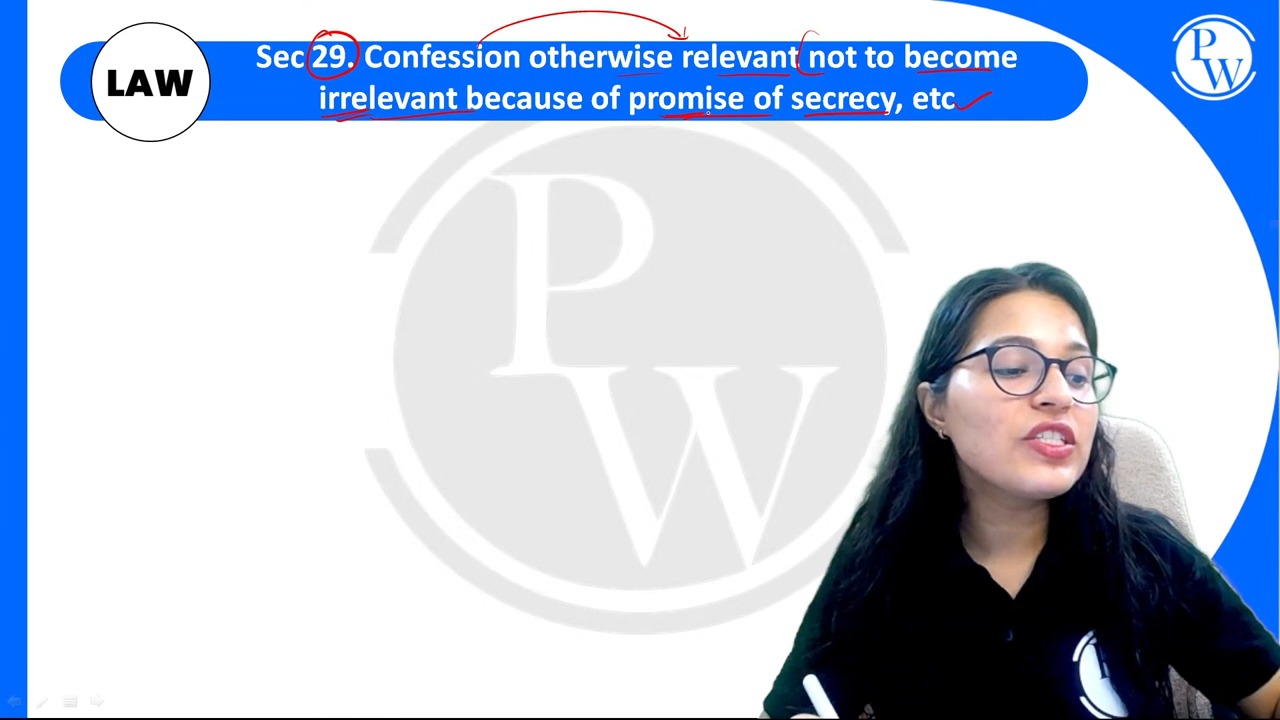 LAW
Sec 29. Confession otherwise relevant not to become
irrelevant because of promise of secrecy, etc
P
W
P
W